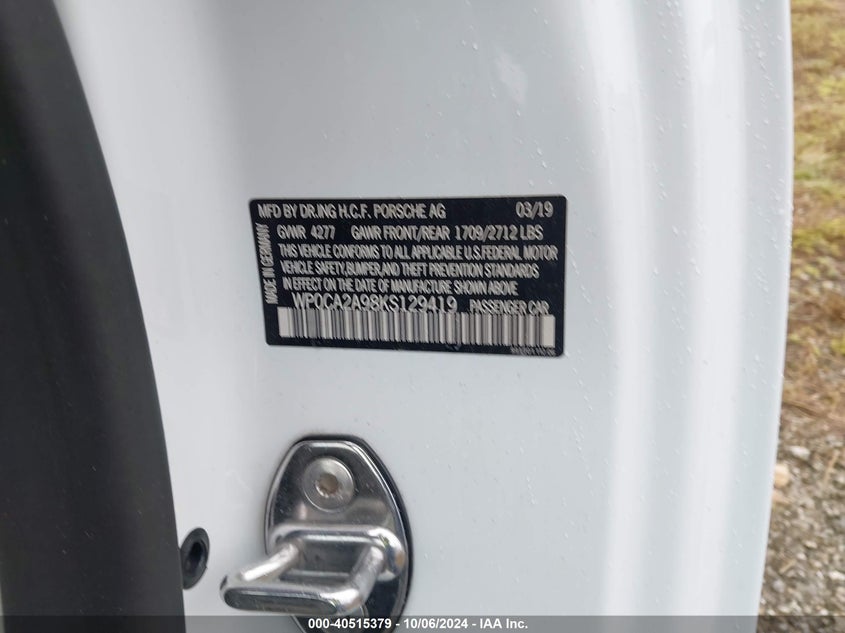 MFD BY DR.ING H.C.F. PORSCHE AG 03/19
GVWR 4277 GAWR FRONT/REAR 1709/2712 LBS
THIS VEHICLE CONFORMS TO ALL APPLICABLE U.S.FEDERAL MOTOR
VEHICLE SAFETY,BUMPER,AND THEFT PREVENTION STANDARDS
IN EFFECT ON THE DATE OF MANUFACTURE SHOWN ABOVE
WP0CA2A98KS129419 PASSENGER CAR
MADE IN GERMANY
000-40515379 / 10/06/2024 - IAA Inc.